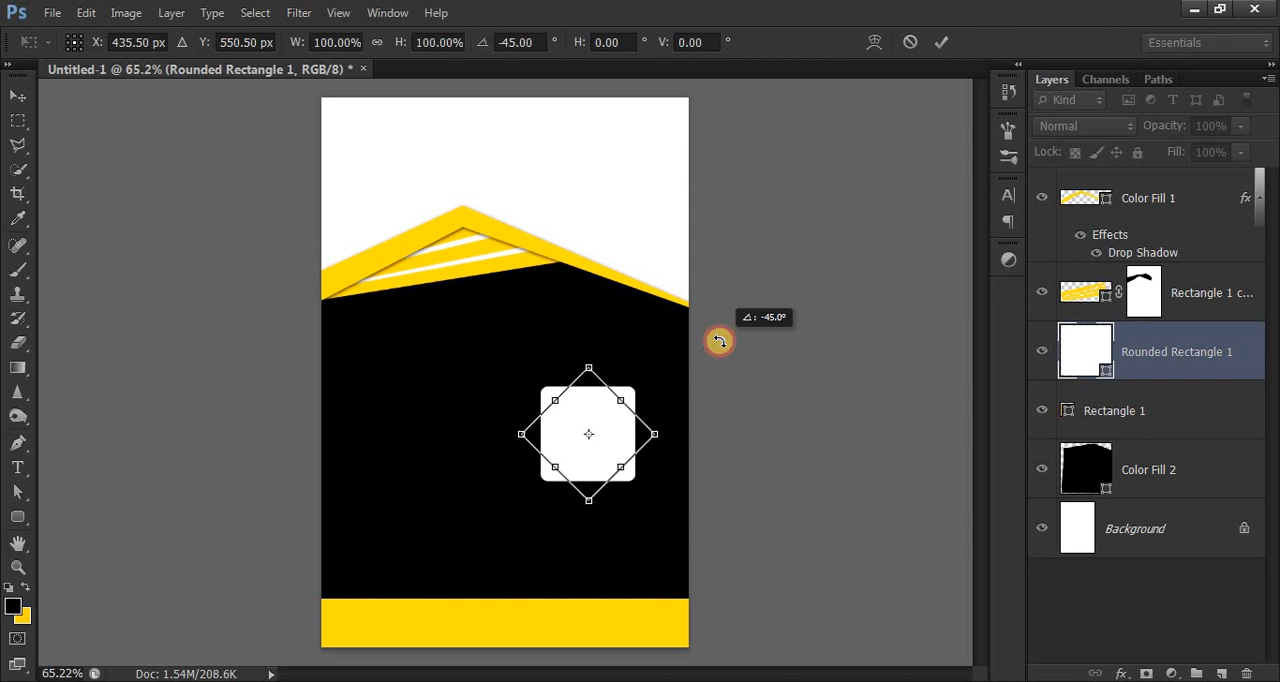 Ps File Edit Image Layer Type Select Filter View Window Help
X: 435.50 px Y: 550.50 px W: 100.00% H: 100.00% -45.00 ° H: 0.00 ° V: 0.00 ° Essentials
Untitled-1 @ 65.2% (Rounded Rectangle 1, RGB/8) * ×
Layers Channels Paths
Kind
Normal Opacity: 100%
Lock: Fill: 100%
Color Fill 1 fx
Effects
Drop Shadow
Rectangle 1 c...
-45.0°
Rounded Rectangle 1
Rectangle 1
Color Fill 2
Background
65.22% Doc: 1.54M/208.6K